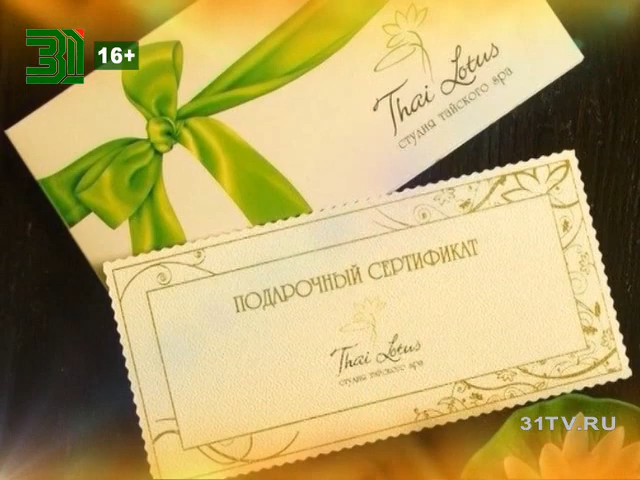 31
16+
Thai Lotus
студия тайского spa
ПОДАРОЧНЫЙ СЕРТИФИКАТ
Thai Lotus
студия тайского spa
31TV.RU